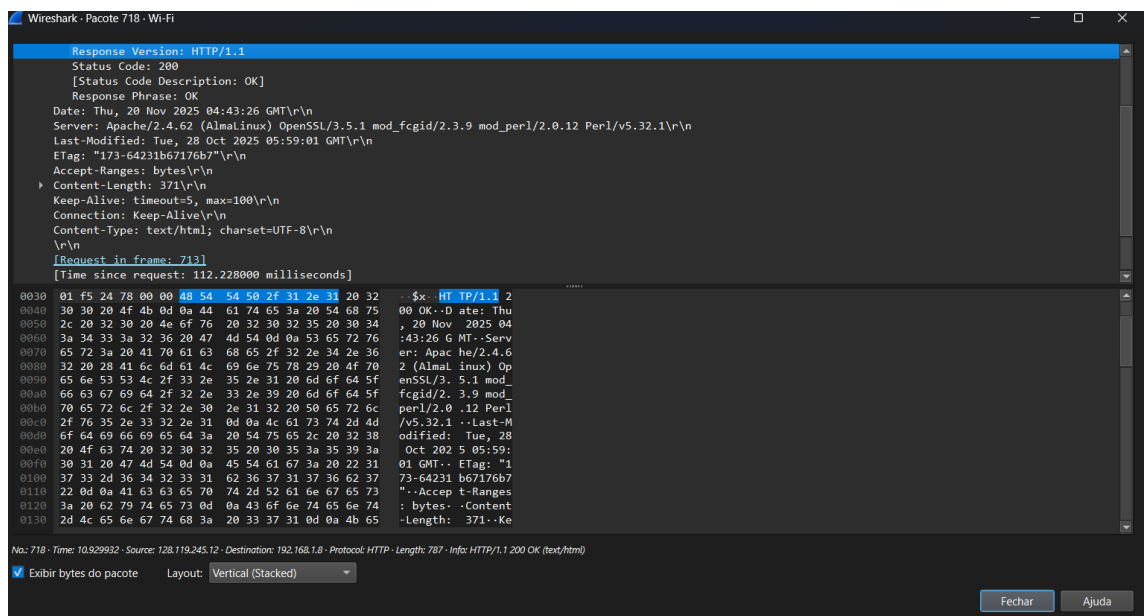 Wireshark · Pacote 718 · Wi-Fi
Response Version: HTTP/1.1
Status Code: 200
[Status Code Description: OK]
Response Phrase: OK
Date: Thu, 20 Nov 2025 04:43:26 GMT\r\n
Server: Apache/2.4.62 (AlmaLinux) OpenSSL/3.5.1 mod_fcgid/2.3.9 mod_perl/2.0.12 Perl/v5.32.1\r\n
Last-Modified: Tue, 28 Oct 2025 05:59:01 GMT\r\n
ETag: "173-64231b67176b7"\r\n
Accept-Ranges: bytes\r\n
Content-Length: 371\r\n
Keep-Alive: timeout=5, max=100\r\n
Connection: Keep-Alive\r\n
Content-Type: text/html; charset=UTF-8\r\n
\r\n
[Request in frame: 713]
[Time since request: 112.228000 milliseconds]
0030 01 f5 24 78 00 00 48 54 54 50 2f 31 2e 31 20 32 ··$x··HT TP/1.1 2
0040 30 30 20 4f 4b 0d 0a 44 61 74 65 3a 20 54 68 75 00 OK··D ate: Thu
0050 2c 20 32 30 20 4e 6f 76 20 32 30 32 35 20 30 34 , 20 Nov 2025 04
0060 3a 34 33 3a 32 36 20 47 4d 54 0d 0a 53 65 72 76 :43:26 G MT··Serv
0070 65 72 3a 20 41 70 61 63 68 65 2f 32 2e 34 2e 36 er: Apac he/2.4.6
0080 32 20 28 41 6c 6d 61 4c 69 6e 75 78 29 20 4f 70 2 (AlmaL inux) Op
0090 65 6e 53 53 4c 2f 33 2e 35 2e 31 20 6d 6f 64 5f enSSL/3. 5.1 mod_
00a0 66 63 67 69 64 2f 32 2e 33 2e 39 20 6d 6f 64 5f fcgid/2. 3.9 mod_
00b0 70 65 72 6c 2f 32 2e 30 2e 31 32 20 50 65 72 6c perl/2.0 .12 Perl
00c0 2f 76 35 2e 33 32 2e 31 0d 0a 4c 61 73 74 2d 4d /v5.32.1 ··Last-M
00d0 6f 64 69 66 69 65 64 3a 20 54 75 65 2c 20 32 38 odified: Tue, 28
00e0 20 4f 63 74 20 32 30 32 35 20 30 35 3a 35 39 3a Oct 202 5 05:59:
00f0 30 31 20 47 4d 54 0d 0a 45 54 61 67 3a 20 22 31 01 GMT·· ETag: "1
0100 37 33 2d 36 34 32 33 31 62 36 37 31 37 36 62 37 73-64231 b67176b7
0110 22 0d 0a 41 63 63 65 70 74 2d 52 61 6e 67 65 73 "··Accep t-Ranges
0120 3a 20 62 79 74 65 73 0d 0a 43 6f 6e 74 65 6e 74 : bytes· ·Content
0130 2d 4c 65 6e 67 74 68 3a 20 33 37 31 0d 0a 4b 65 -Length: 371··Ke
No.: 718 · Time: 10.929932 · Source: 128.119.245.12 · Destination: 192.168.1.8 · Protocol: HTTP · Length: 787 · Info: HTTP/1.1 200 OK (text/html)
Exibir bytes do pacote Layout: Vertical (Stacked)
Fechar Ajuda